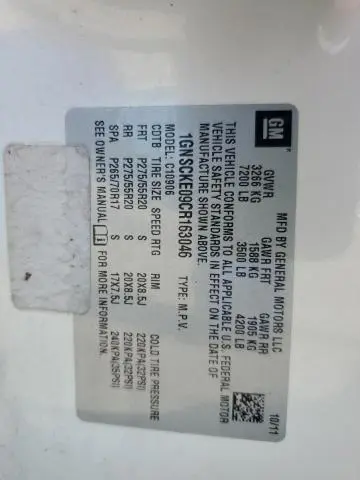 GM
MFD BY GENERAL MOTORS LLC 10/11
GVWR GAWR FRT GAWR RR
3266 KG 1588 KG 1905 KG
7200 LB 3500 LB 4200 LB
THIS VEHICLE CONFORMS TO ALL APPLICABLE U.S. FEDERAL MOTOR
VEHICLE SAFETY STANDARDS IN EFFECT ON THE DATE OF
MANUFACTURE SHOWN ABOVE.
1GNSCKE09CR163046 TYPE: M.P.V.
MODEL: C10906
CDTB TIRE SIZE SPEED RTG RIM COLD TIRE PRESSURE
FRT P275/55R20 S 20X8.5J 220KPA(32PSI)
RR P275/55R20 S 20X8.5J 220KPA(32PSI)
SPA P265/70R17 S 17X7.5J 240KPA(35PSI)
SEE OWNER'S MANUAL i FOR MORE INFORMATION.